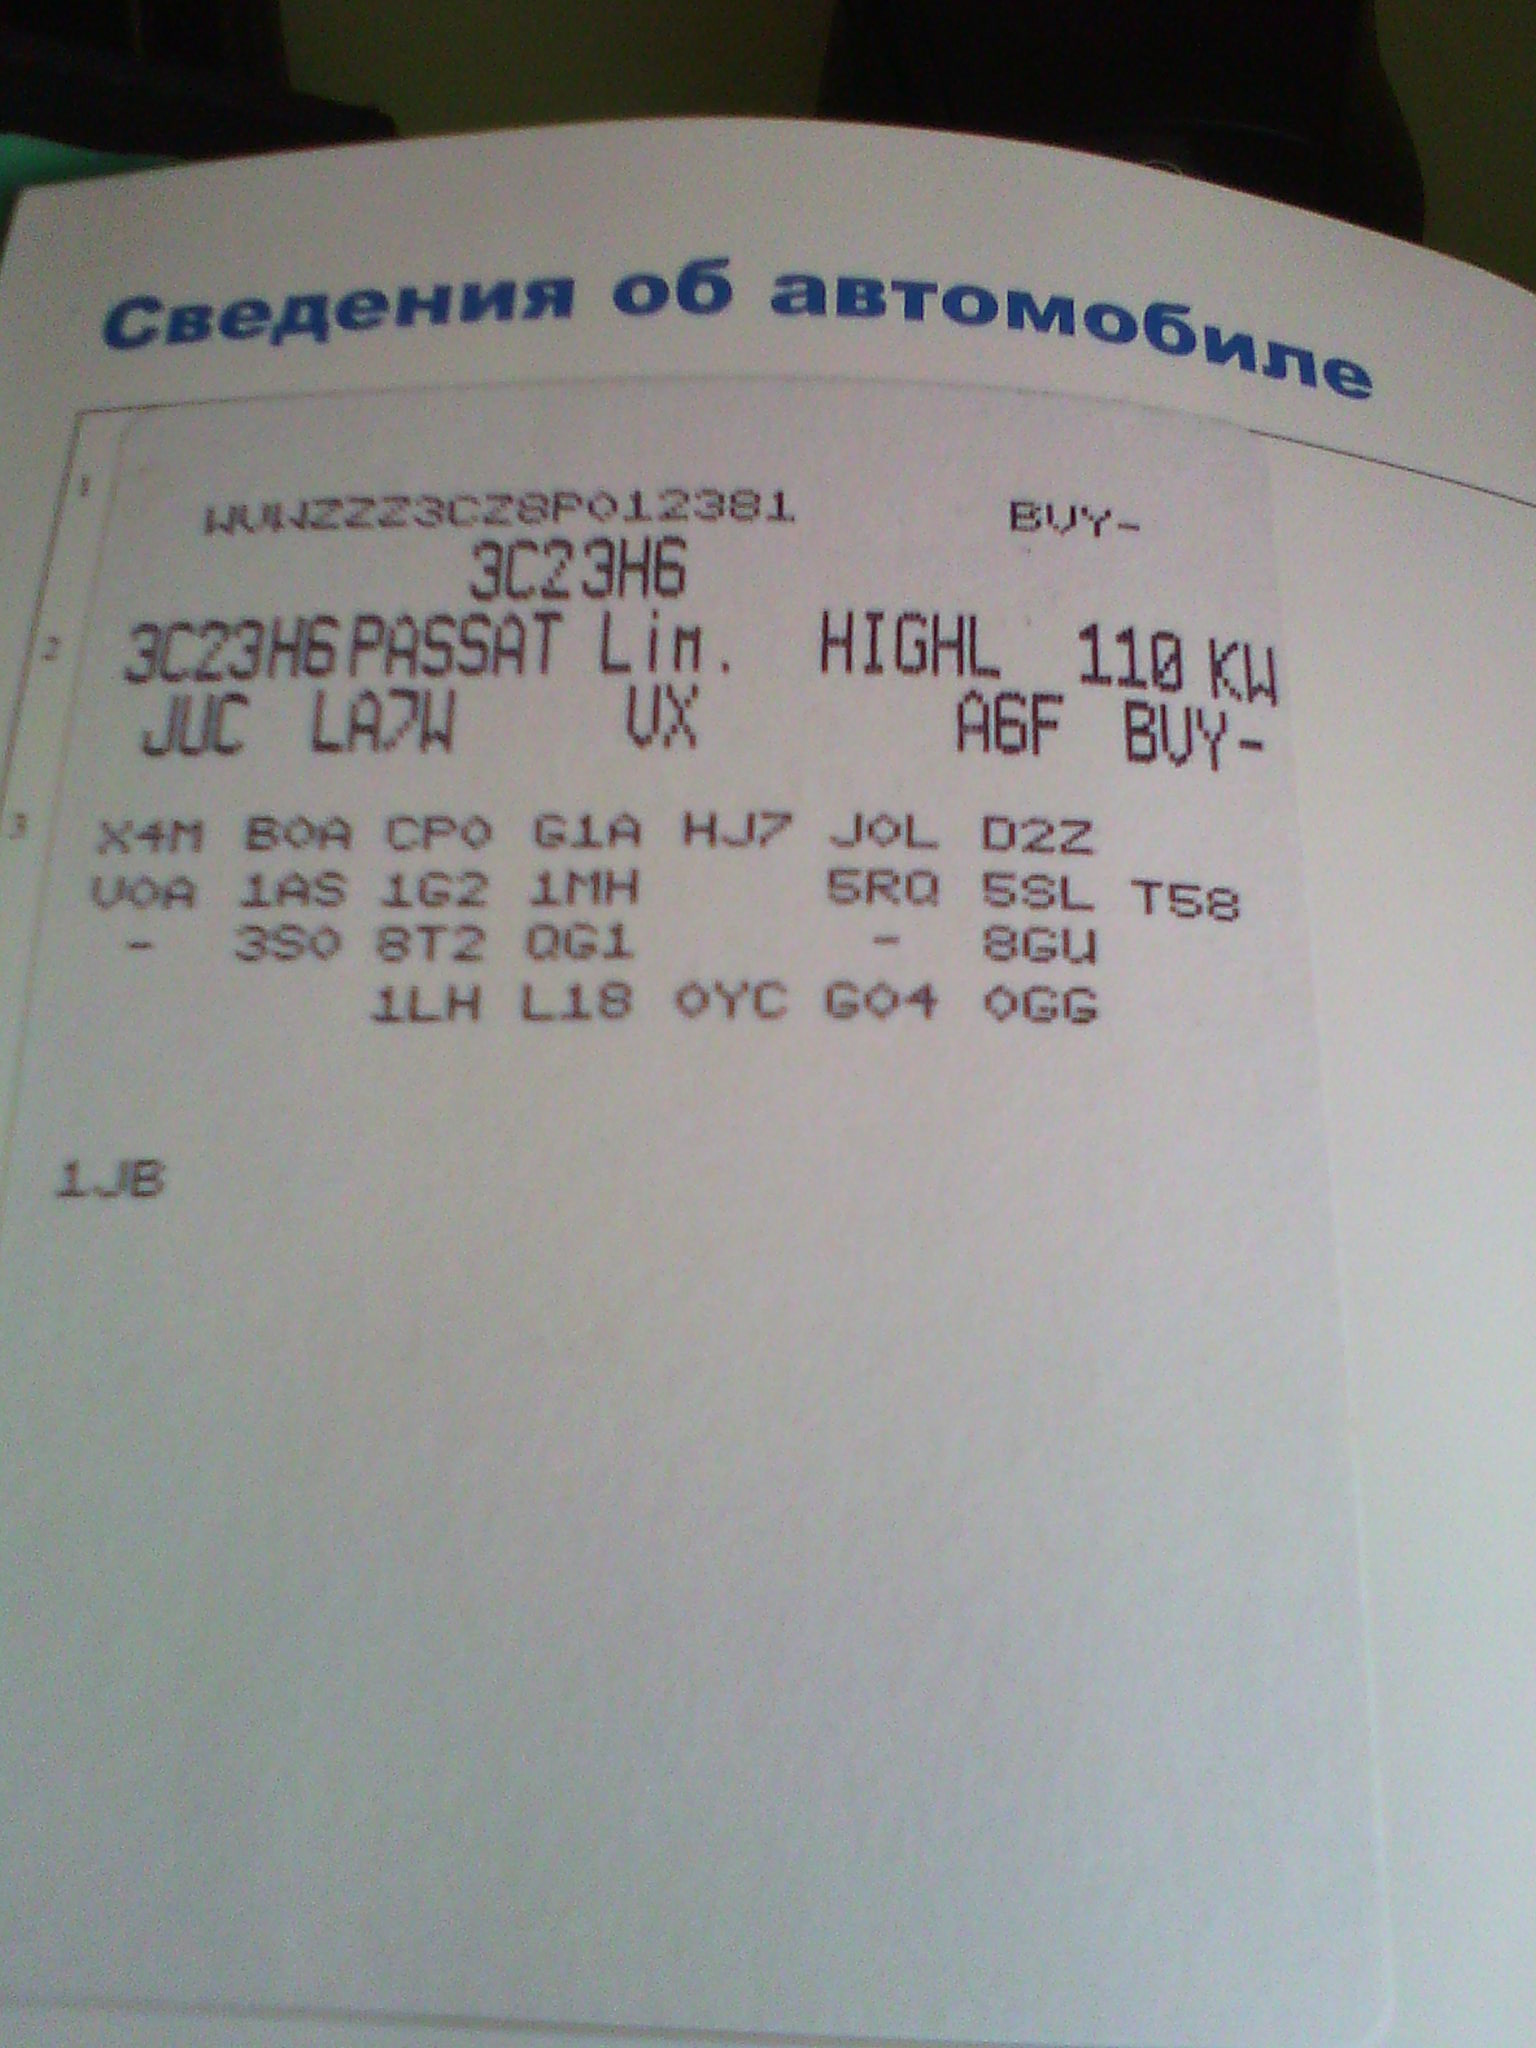 Сведения об автомобиле
1
WVWZZZ3CZ8P012381 BVY-
3C23H6
2 3C23H6 PASSAT Lim. HIGHL 110 KW
JUC LA7W VX A6F BVY-
3 X4M B0A CP0 G1A HJ7 J0L D2Z
V0A 1AS 1G2 1MH 5RQ 5SL T58
- 3S0 8T2 QG1 - 8GU
1LH L18 0YC G04 0GG
1JB